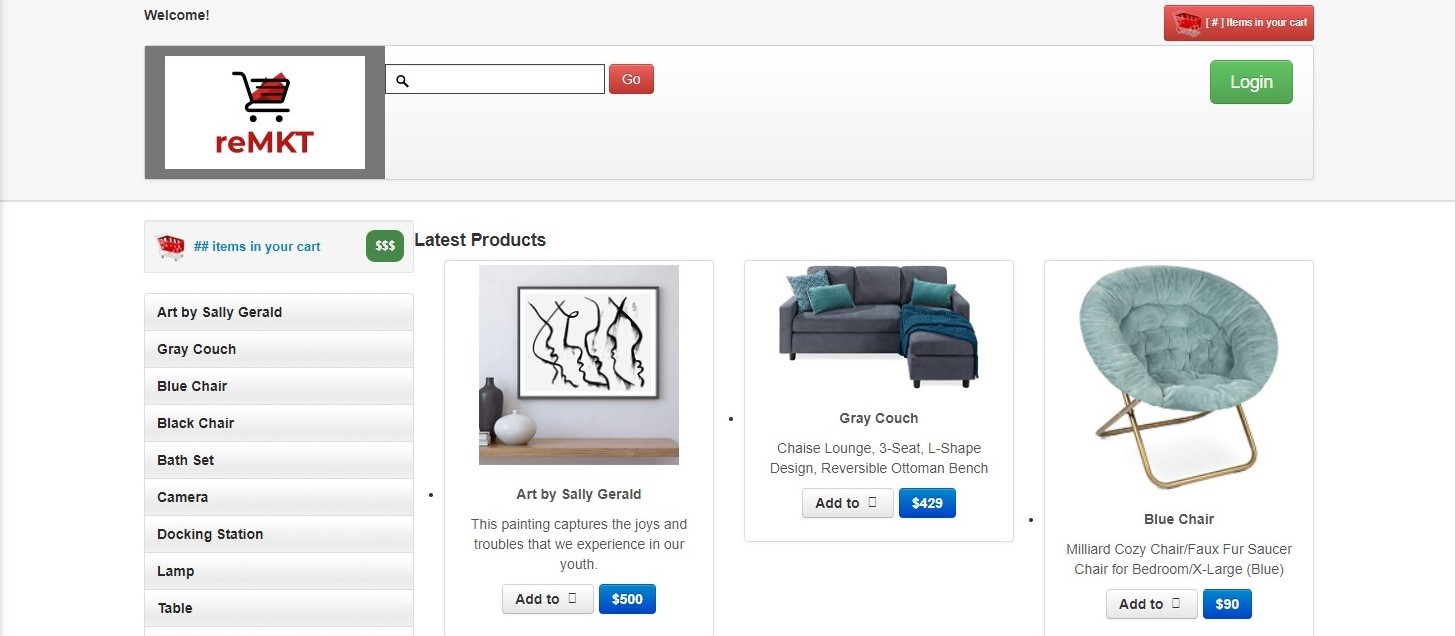 Welcome!
[ # ] Items in your cart
reMKT
Go
Login
## items in your cart
$$$
Art by Sally Gerald
Gray Couch
Blue Chair
Black Chair
Bath Set
Camera
Docking Station
Lamp
Table
Latest Products
Art by Sally Gerald
This painting captures the joys and
troubles that we experience in our
youth.
Add to
$500
Gray Couch
Chaise Lounge, 3-Seat, L-Shape
Design, Reversible Ottoman Bench
Add to
$429
Blue Chair
Milliard Cozy Chair/Faux Fur Saucer
Chair for Bedroom/X-Large (Blue)
Add to
$90